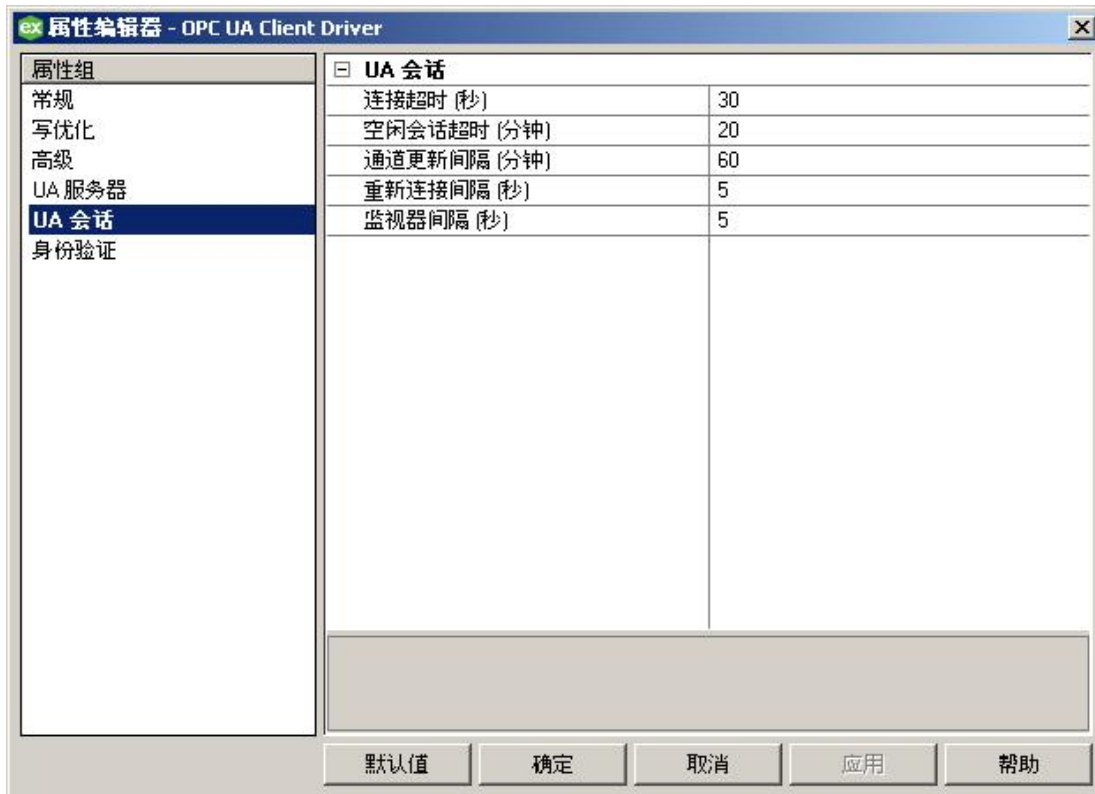 ex 属性编辑器 - OPC UA Client Driver
属性组
常规
写优化
高级
UA 服务器
UA 会话
身份验证
UA 会话
连接超时 (秒) 30
空闲会话超时 (分钟) 20
通道更新间隔 (分钟) 60
重新连接间隔 (秒) 5
监视器间隔 (秒) 5
默认值 确定 取消 应用 帮助